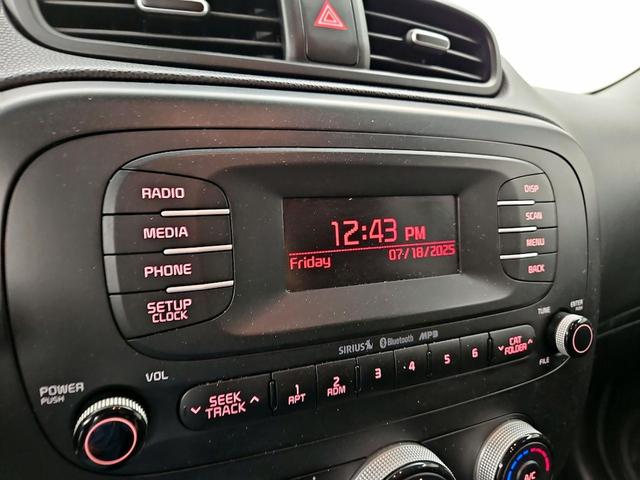 RADIO
MEDIA
PHONE
SETUP
CLOCK
12:43 PM
Friday 07/18/2025
DISP
SCAN
MENU
BACK
SIRIUS Bluetooth MP3
POWER
PUSH
VOL
SEEK
TRACK
1
RPT
2
RDM
3
4
5
6
CAT
FOLDER
TUNE
FILE
ENTER
A/C